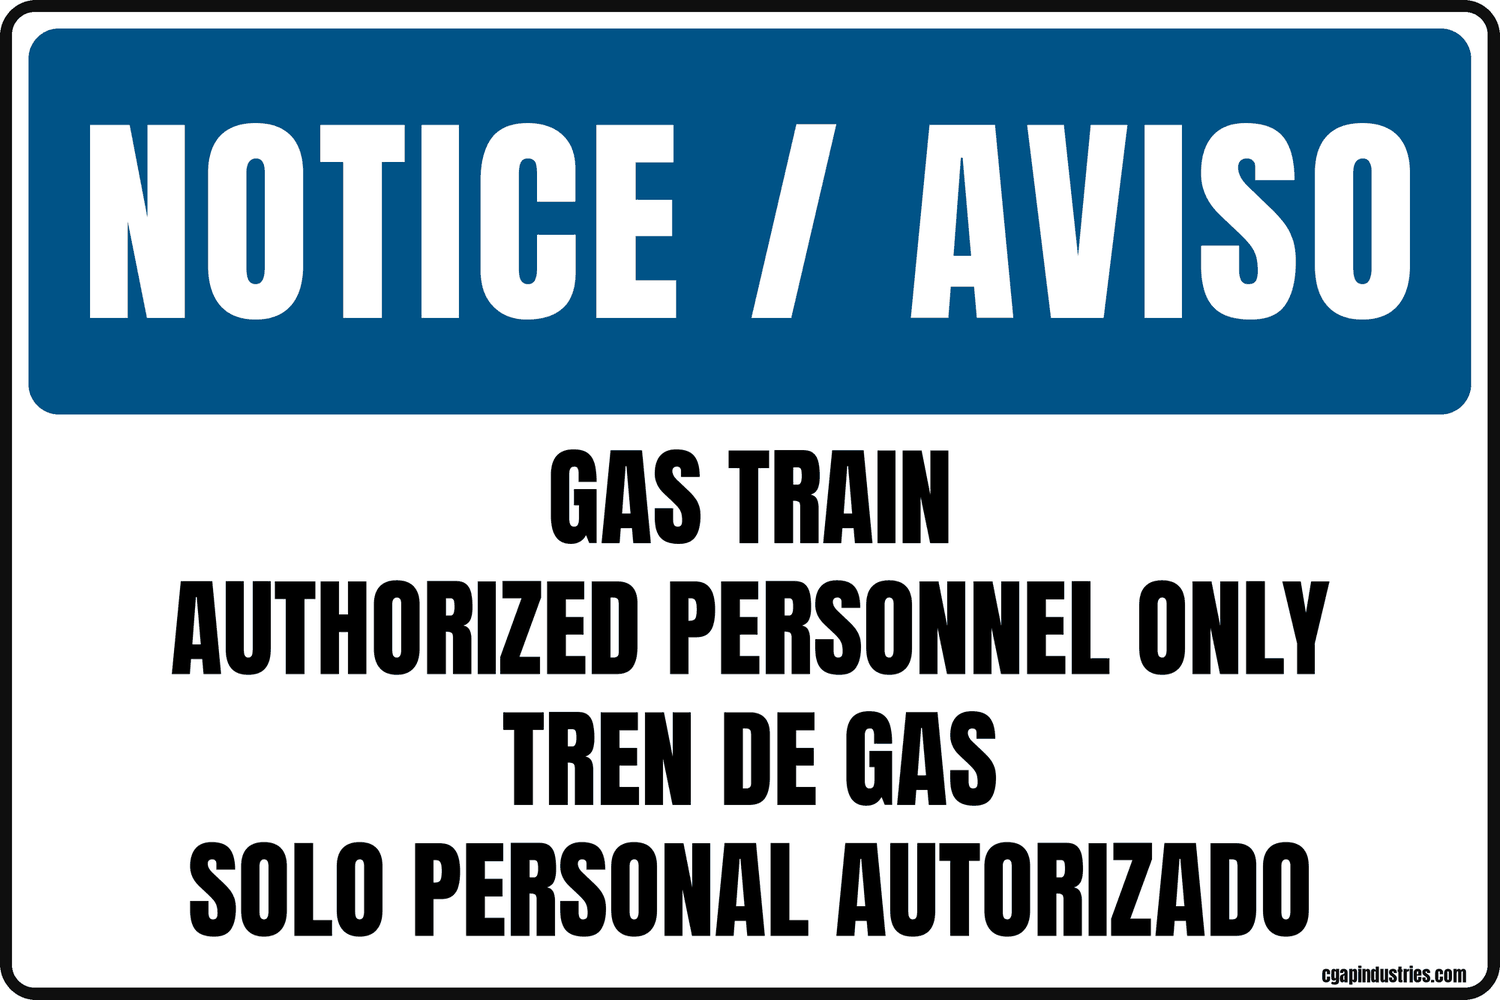 NOTICE / AVISO
GAS TRAIN
AUTHORIZED PERSONNEL ONLY
TREN DE GAS
SOLO PERSONAL AUTORIZADO
cgapindustries.com